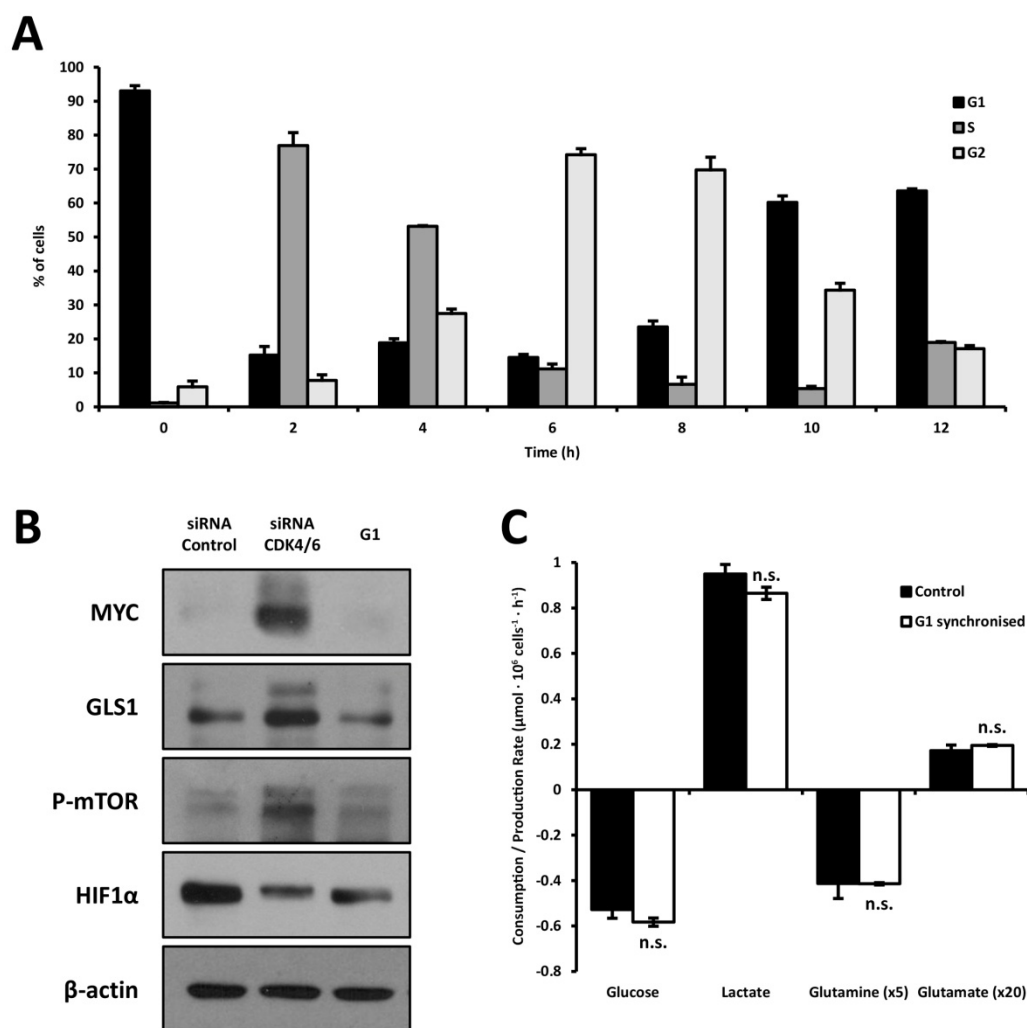 A
100
90
80
70
60
50
40
30
20
10
0
% of cells
G1
S
G2
0 2 4 6 8 10 12
Time (h)
B
siRNA Control
siRNA CDK4/6
G1
MYC
GLS1
P-mTOR
HIF1α
β-actin
C
1
0.8
0.6
0.4
0.2
0
-0.2
-0.4
-0.6
-0.8
Consumption / Production Rate (μmol · 10⁶ cells⁻¹ · h⁻¹)
Control
G1 synchronised
n.s.
n.s.
n.s.
n.s.
Glucose Lactate Glutamine (x5) Glutamate (x20)